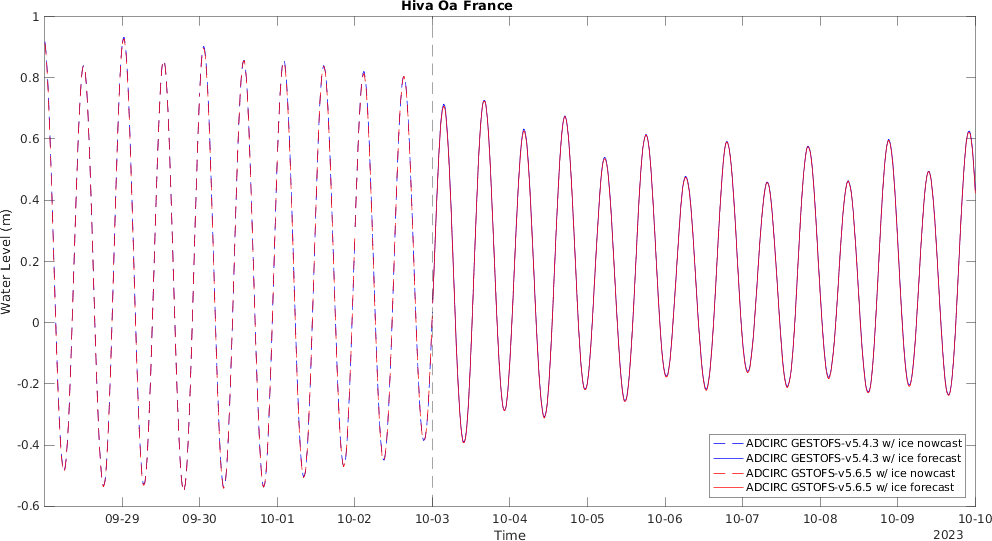 Hiva Oa France
Water Level (m)
1
0.8
0.6
0.4
0.2
0
-0.2
-0.4
-0.6
ADCIRC GESTOFS-v5.4.3 w/ ice nowcast
ADCIRC GESTOFS-v5.4.3 w/ ice forecast
ADCIRC GSTOFS-v5.6.5 w/ ice nowcast
ADCIRC GSTOFS-v5.6.5 w/ ice forecast
09-29 09-30 10-01 10-02 10-03 10-04 10-05 10-06 10-07 10-08 10-09 10-10
Time
2023